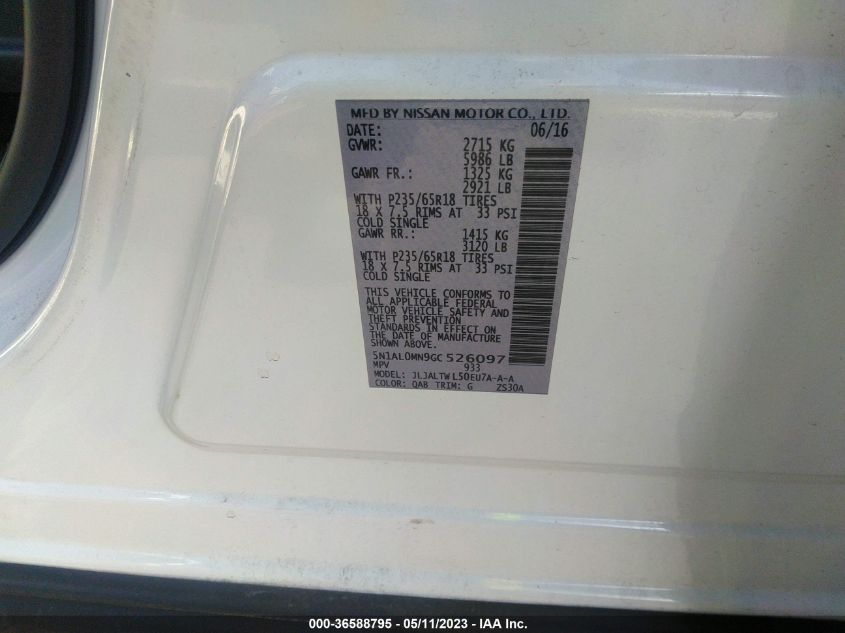 MFD BY NISSAN MOTOR CO., LTD.
DATE: 06/16
GVWR: 2715 KG
5986 LB
GAWR FR.: 1325 KG
2921 LB
WITH P235/65R18 TIRES
18 X 7.5 RIMS AT 33 PSI
COLD SINGLE
GAWR RR.: 1415 KG
3120 LB
WITH P235/65R18 TIRES
18 X 7.5 RIMS AT 33 PSI
COLD SINGLE
THIS VEHICLE CONFORMS TO
ALL APPLICABLE FEDERAL
MOTOR VEHICLE SAFETY AND
THEFT PREVENTION
STANDARDS IN EFFECT ON
THE DATE OF MANUFACTURE
SHOWN ABOVE.
5N1AL0MN9GC526097
MPV 933
MODEL: JLJALTWL50EU7A-A-A
COLOR: QAB TRIM: G ZS30A
000-36588795 - 05/11/2023 - IAA Inc.